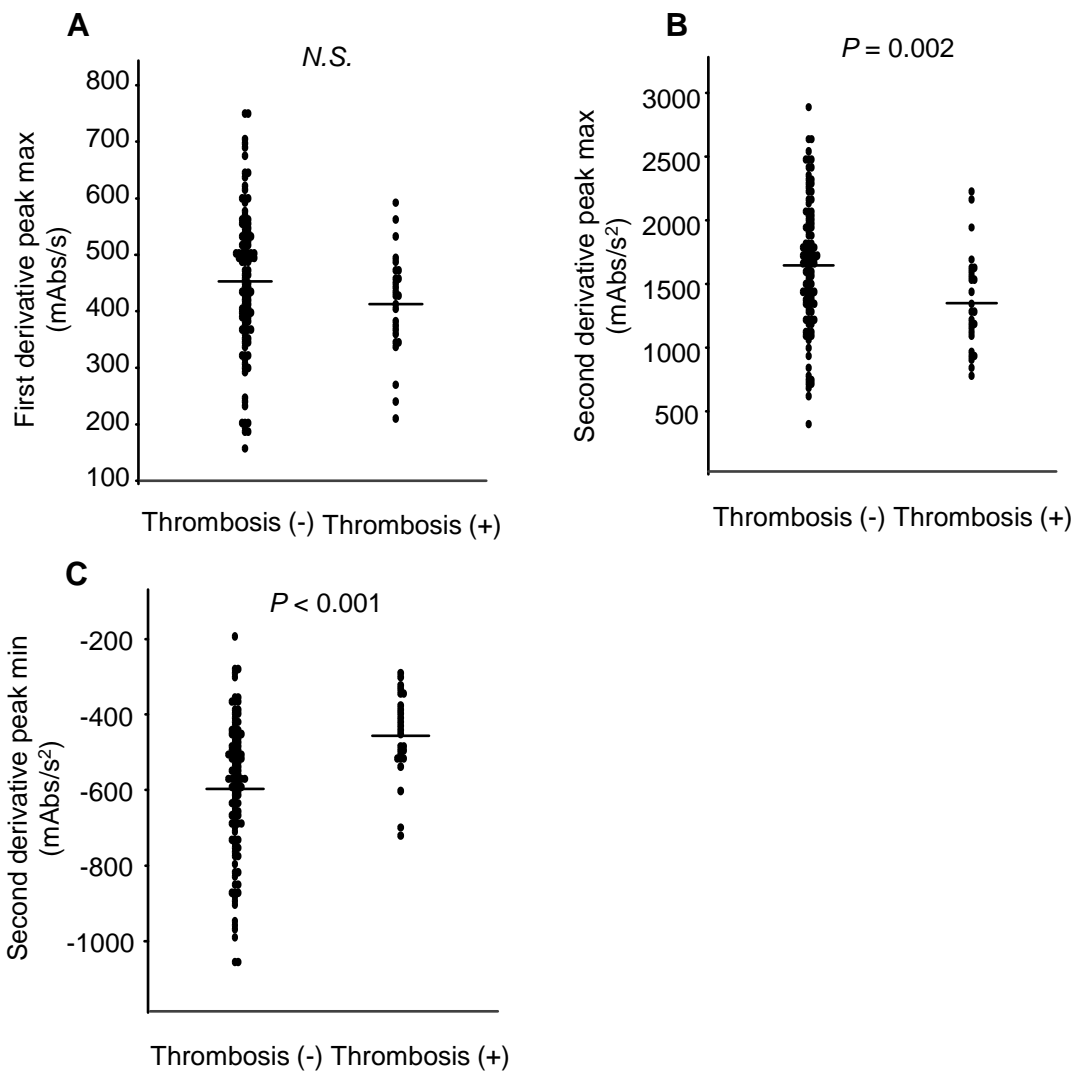 A
N.S.
First derivative peak max
(mAbs/s)
800
700
600
500
400
300
200
100
Thrombosis (-) Thrombosis (+)
B
P = 0.002
Second derivative peak max
(mAbs/s²)
3000
2500
2000
1500
1000
500
Thrombosis (-) Thrombosis (+)
C
P < 0.001
Second derivative peak min
(mAbs/s²)
-200
-400
-600
-800
-1000
Thrombosis (-) Thrombosis (+)